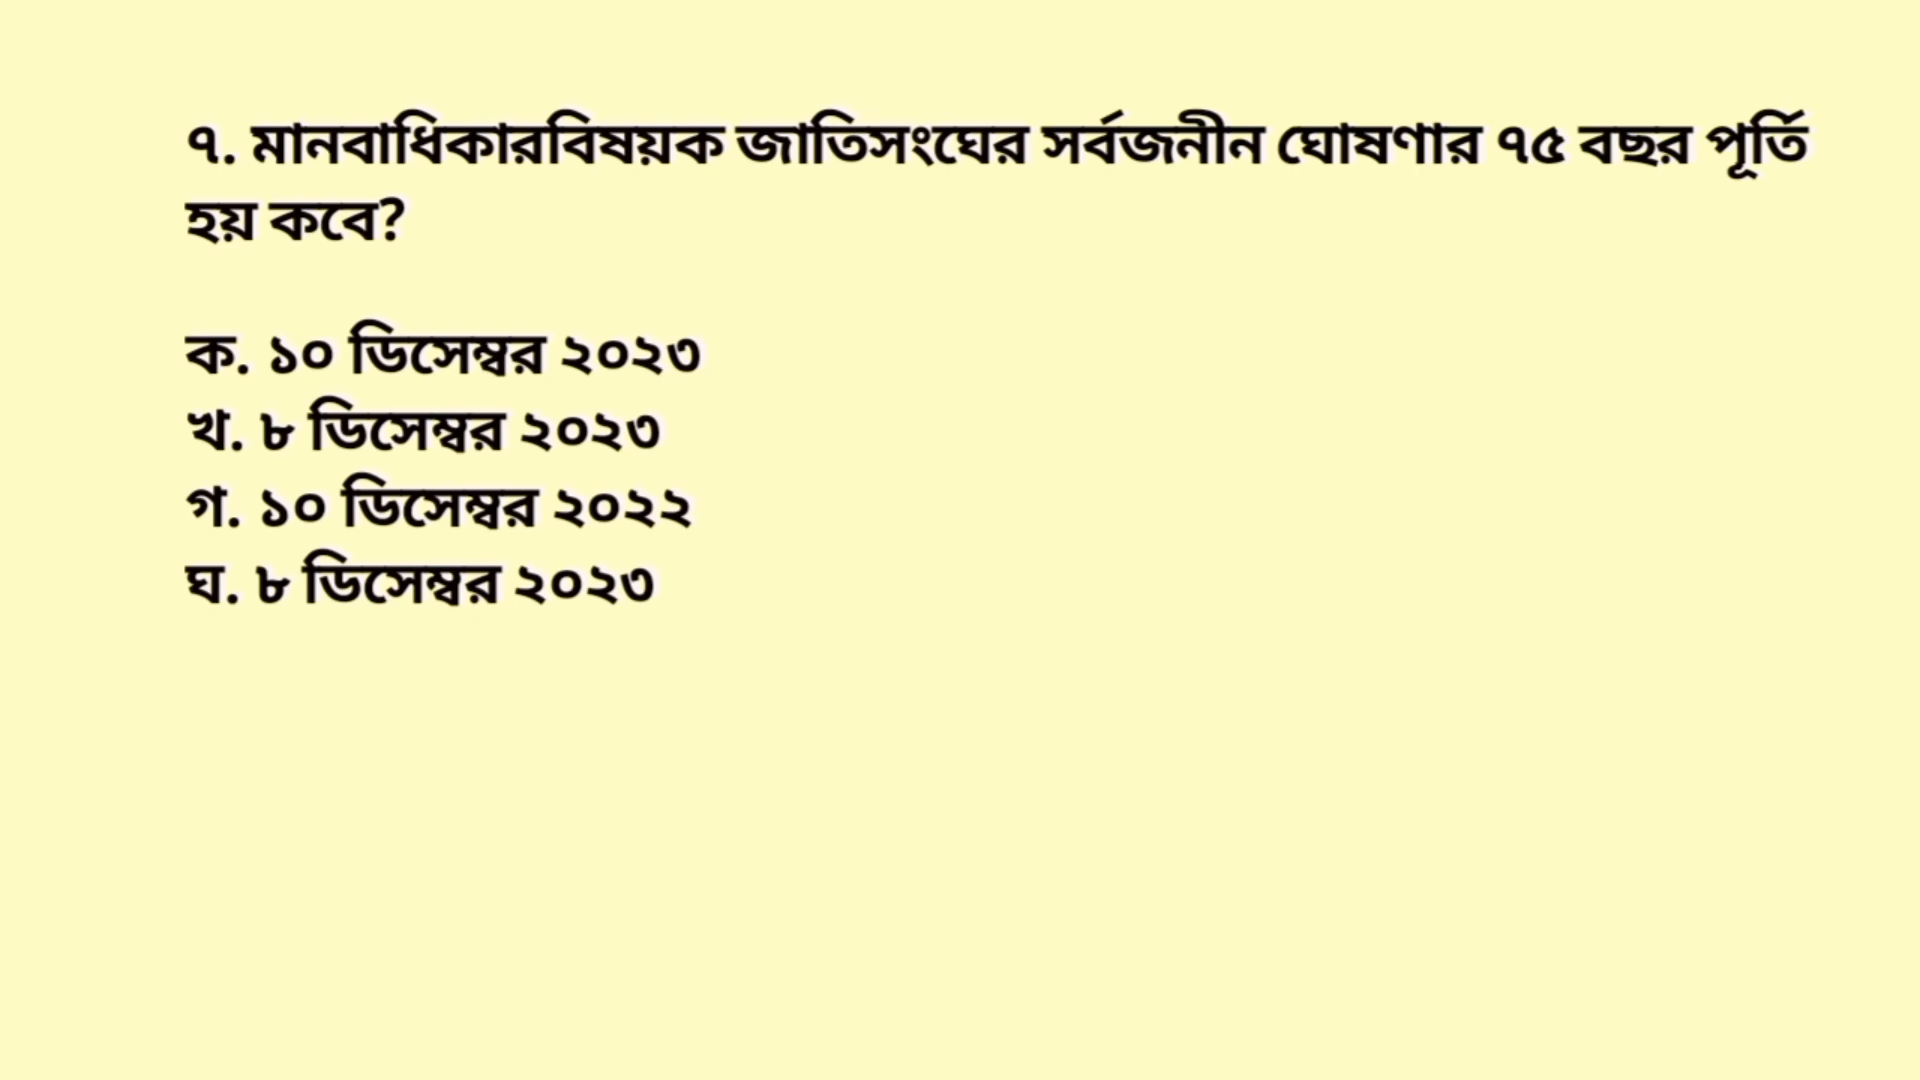 ৭. মানবাধিকারবিষয়ক জাতিসংঘের সর্বজনীন ঘোষণার ৭৫ বছর পূর্তি
হয় কবে?
ক. ১০ ডিসেম্বর ২০২৩
খ. ৮ ডিসেম্বর ২০২৩
গ. ১০ ডিসেম্বর ২০২২
ঘ. ৮ ডিসেম্বর ২০২৩